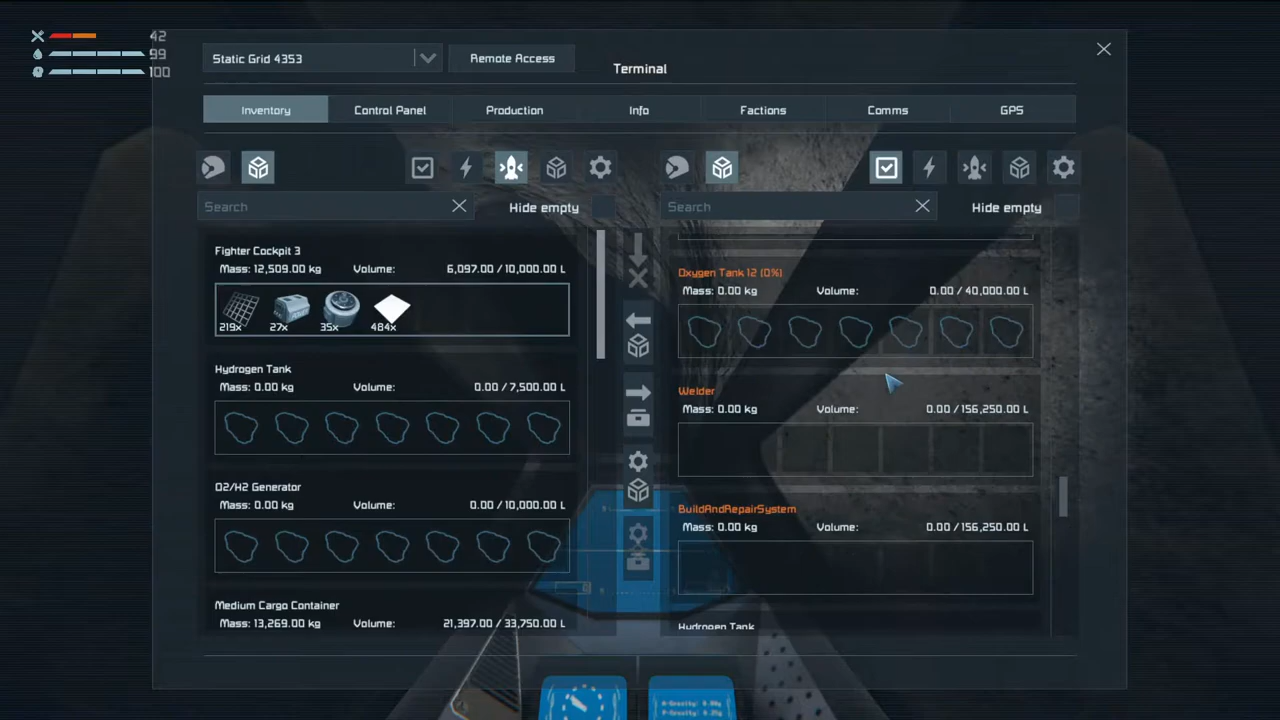 42
99
100
Static Grid 4353
Remote Access
Terminal
Inventory
Control Panel
Production
Info
Factions
Comms
GPS
Search
Hide empty
Search
Hide empty
Fighter Cockpit 3
Mass: 12,509.00 kg Volume: 6,097.00 / 10,000.00 L
219x 27x 35x 484x
Hydrogen Tank
Mass: 0.00 kg Volume: 0.00 / 7,500.00 L
O2/H2 Generator
Mass: 0.00 kg Volume: 0.00 / 10,000.00 L
Medium Cargo Container
Mass: 13,269.00 kg Volume: 21,397.00 / 33,750.00 L
Oxygen Tank 12 (0%)
Mass: 0.00 kg Volume: 0.00 / 40,000.00 L
Welder
Mass: 0.00 kg Volume: 0.00 / 156,250.00 L
BuildAndRepairSystem
Mass: 0.00 kg Volume: 0.00 / 156,250.00 L
Hydrogen Tank